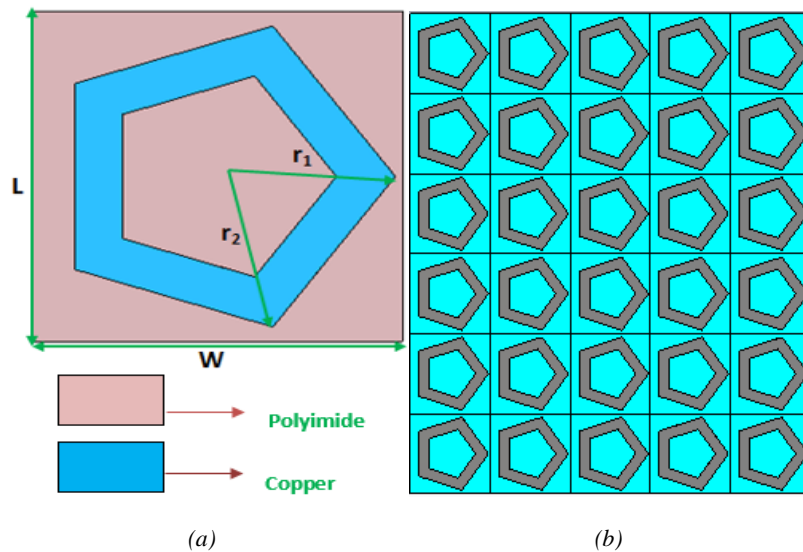 L
r₁
r₂
W
Polyimide
Copper
(a)
(b)